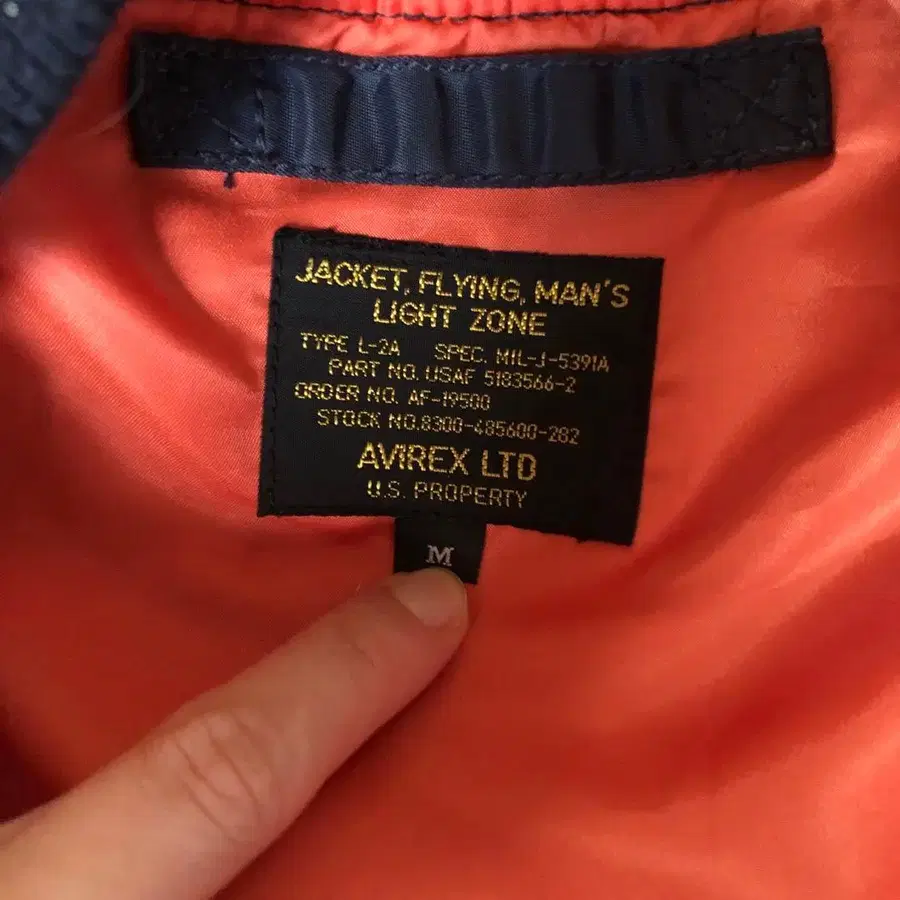 JACKET, FLYING, MAN'S
LIGHT ZONE
TYPE L-2A SPEC. MIL-J-5391A
PART NO. USAF 5183566-2
ORDER NO. AF-19500
STOCK NO.8300-485600-282
AVIREX LTD
U.S. PROPERTY
M